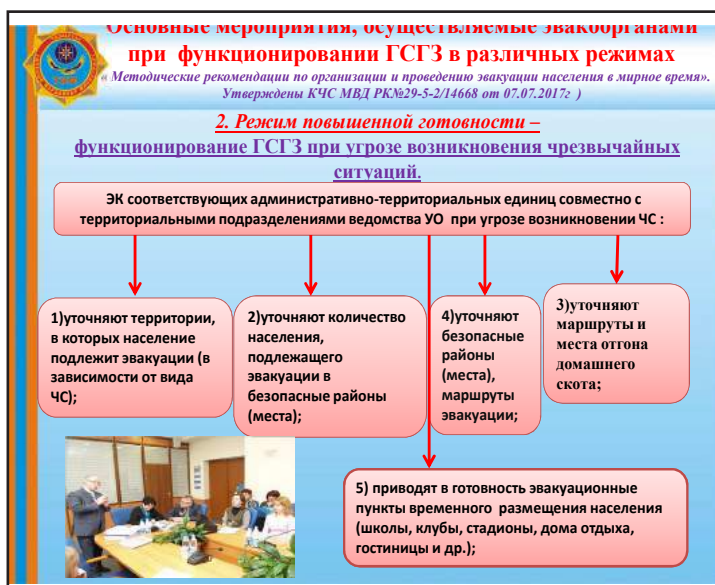 Основные мероприятия, осуществляемые эвакоорганами
при функционировании ГСГЗ в различных режимах
« Методические рекомендации по организации и проведению эвакуации населения в мирное время».
Утверждены КЧС МВД РК№29-5-2/14668 от 07.07.2017г )
2. Режим повышенной готовности –
функционирование ГСГЗ при угрозе возникновения чрезвычайных
ситуаций.
ЭК соответствующих административно-территориальных единиц совместно с
территориальными подразделениями ведомства УО при угрозе возникновении ЧС :
1)уточняют территории,
в которых население
подлежит эвакуации (в
зависимости от вида
ЧС);
2)уточняют количество
населения,
подлежащего
эвакуации в
безопасные районы
(места);
4)уточняют
безопасные
районы
(места),
маршруты
эвакуации;
3)уточняют
маршруты и
места отгона
домашнего
скота;
5) приводят в готовность эвакуационные
пункты временного размещения населения
(школы, клубы, стадионы, дома отдыха,
гостиницы и др.);